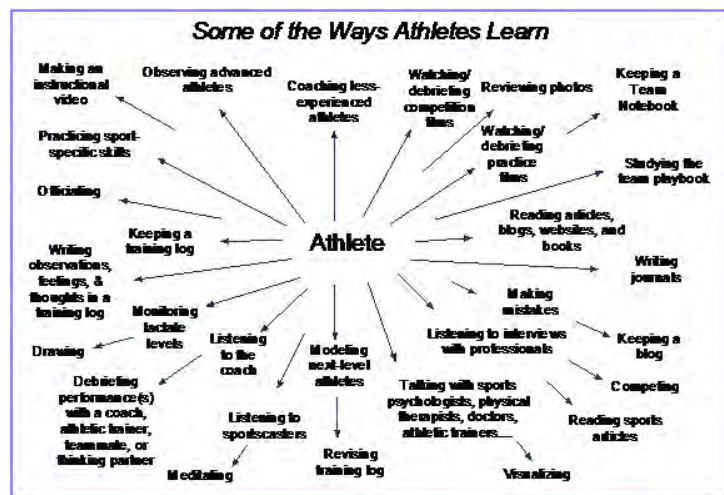 Some of the Ways Athletes Learn
Making an
instructional
video
Observing advanced
athletes
Coaching less-
experienced
athletes
Watching/
debriefing
competition
films
Reviewing photos
Keeping a
Team
Notebook
Practicing sport-
specific skills
Watching/
debriefing
practice
films
Studying the
team playbook
Officialing
Keeping a
training log
Athlete
Reading articles,
blogs, websites, and
books
Writing
observations,
feelings, &
thoughts in a
training log
Writing
journals
Monitoring
lactate
levels
Making
mistakes
Drawing
Listening
to the
coach
Modeling
next-level
athletes
Listening to interviews
with professionals
Keeping a
blog
Debriefing
performance(s)
with a coach,
athletic trainer,
teammate, or
thinking partner
Listening to
sportscasters
Talking with sports
psychologists, physical
therapists, doctors,
athletic trainers
Competing
Reading sports
articles
Meditating
Revising
training log
Visualizing